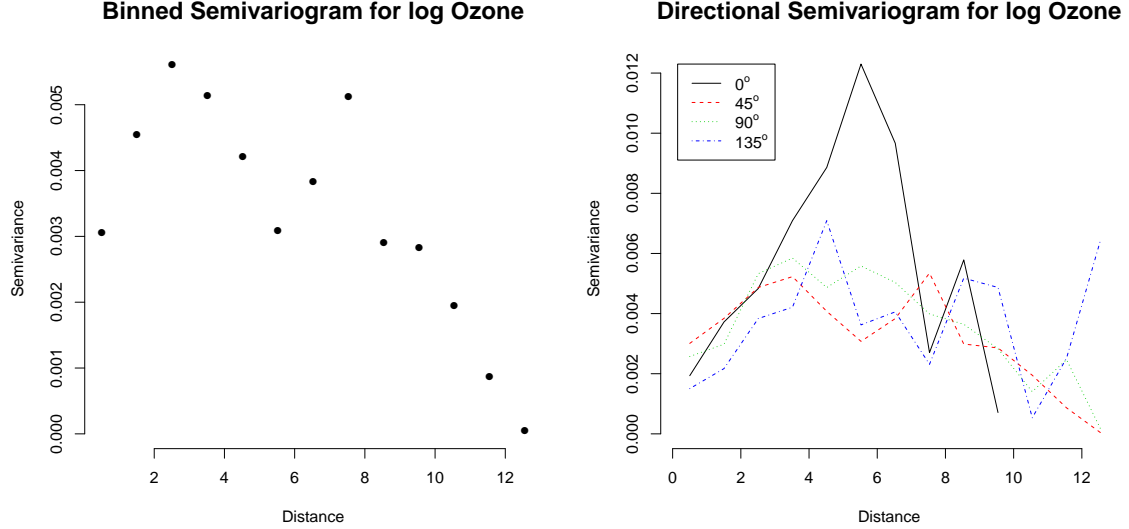 Binned Semivariogram for log Ozone
Semivariance
0.000 0.001 0.002 0.003 0.004 0.005
2 4 6 8 10 12
Distance
Directional Semivariogram for log Ozone
Semivariance
0.000 0.002 0.004 0.006 0.008 0.010 0.012
0°
45°
90°
135°
0 2 4 6 8 10 12
Distance